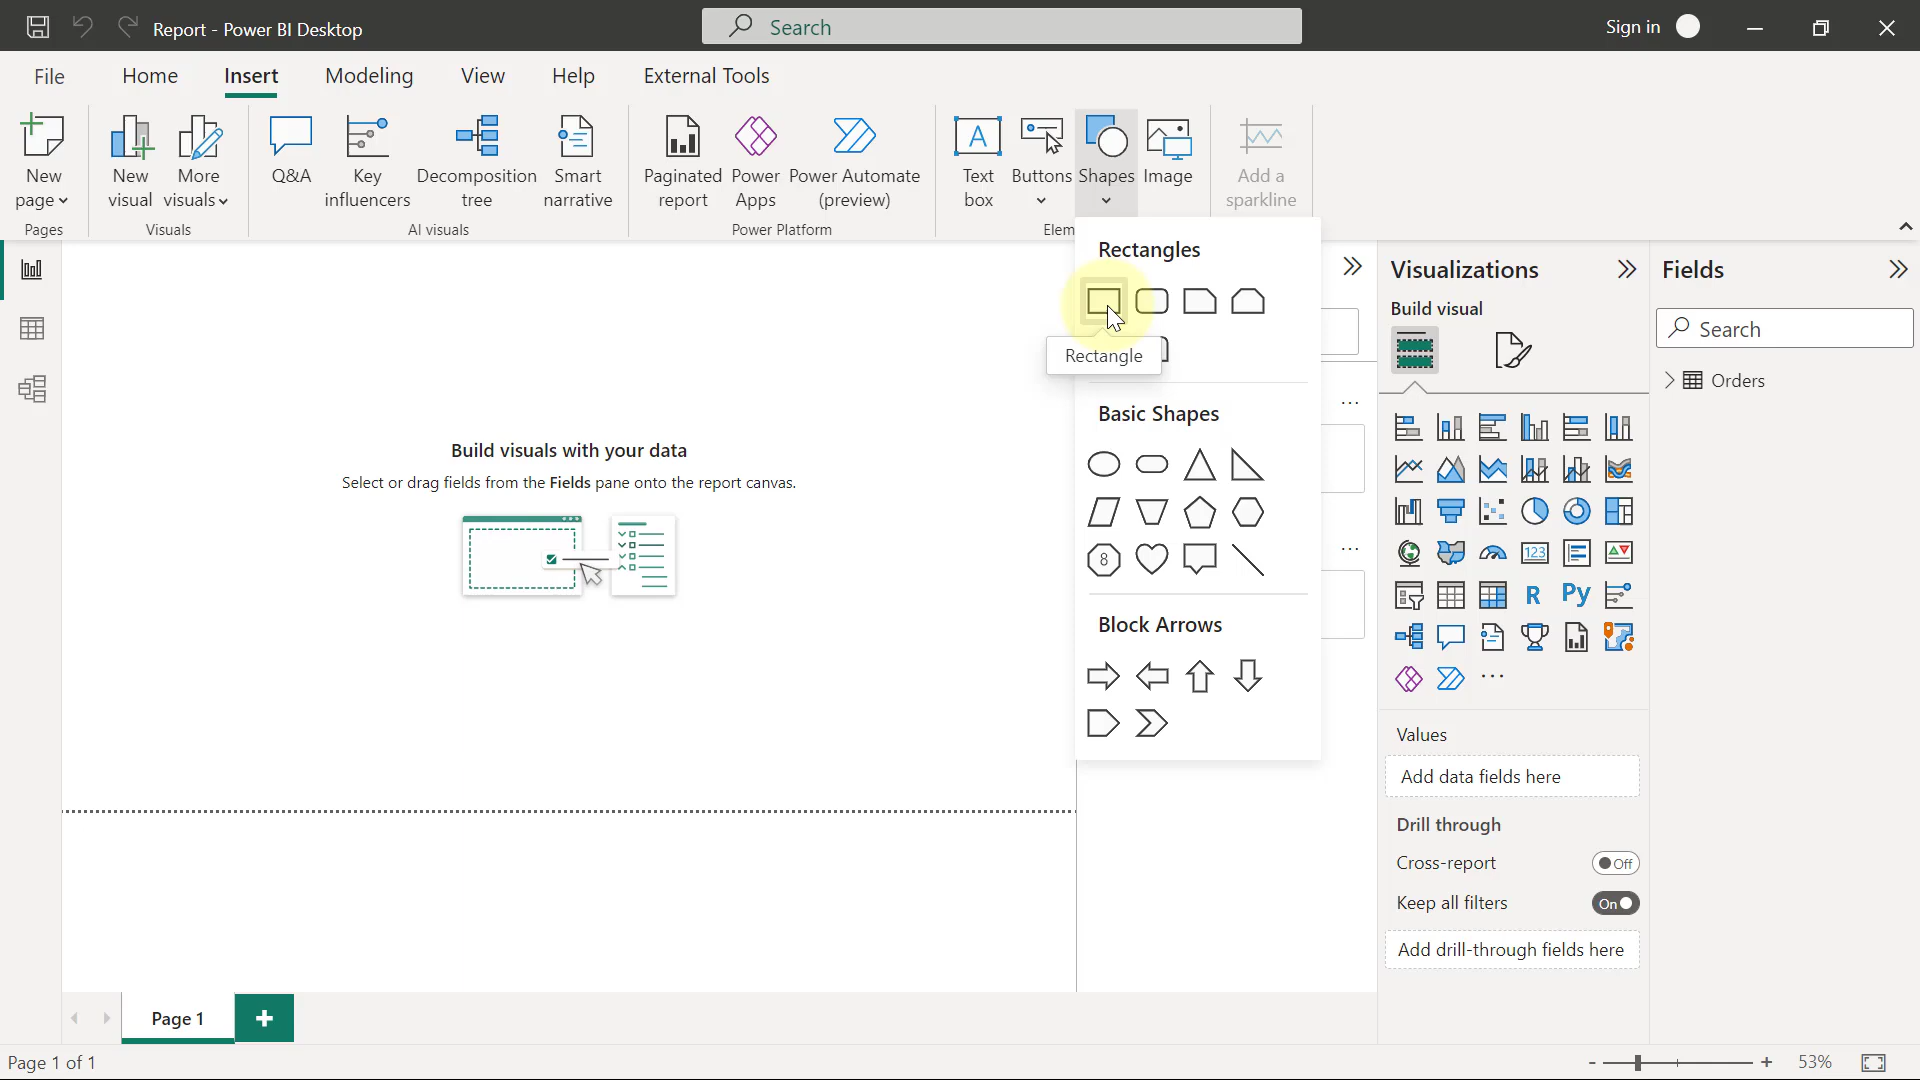 Report - Power BI Desktop
Search
Sign in
File
Home
Insert
Modeling
View
Help
External Tools
New
page
New
visual
More
visuals
Q&A
Key
influencers
Decomposition
tree
Smart
narrative
Paginated
report
Power
Apps
Power Automate
(preview)
Text
box
Buttons
Shapes
Image
Add a
sparkline
Pages
Visuals
AI visuals
Power Platform
Elem
Rectangles
Rectangle
Basic Shapes
8
Block Arrows
Build visuals with your data
Select or drag fields from the Fields pane onto the report canvas.
Visualizations
Build visual
123
R
Py
Values
Add data fields here
Drill through
Cross-report
Off
Keep all filters
On
Add drill-through fields here
Fields
Search
Orders
Page 1
Page 1 of 1
53%